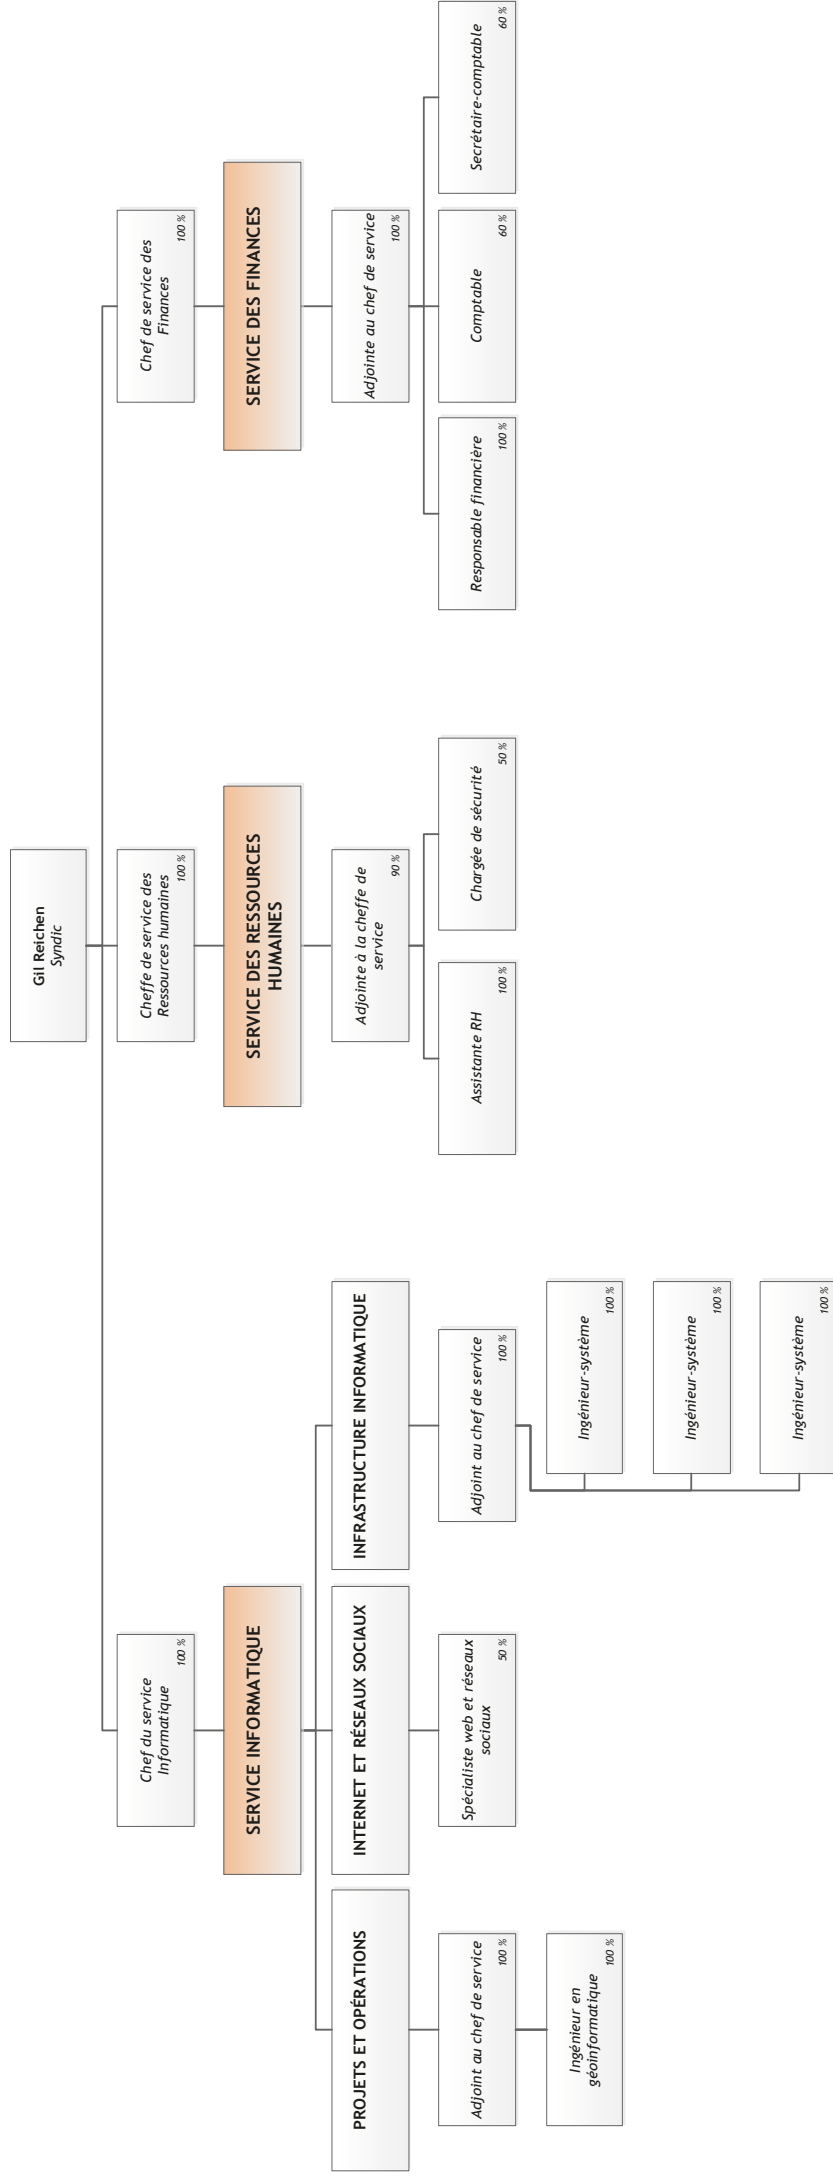 Gil Reichen
Syndic
Chef du service
Informatique
100 %
Cheffe de service des
Ressources humaines
100 %
Chef de service des
Finances
100 %
SERVICE INFORMATIQUE
SERVICE DES RESSOURCES
HUMAINES
SERVICE DES FINANCES
PROJETS ET OPÉRATIONS
INTERNET ET RÉSEAUX SOCIAUX
INFRASTRUCTURE INFORMATIQUE
Adjointe à la cheffe de
service
90 %
Adjointe au chef de service
100 %
Adjoint au chef de service
100 %
Spécialiste web et réseaux
sociaux
50 %
Adjoint au chef de service
100 %
Assistante RH
100 %
Chargée de sécurité
50 %
Responsable financière
100 %
Comptable
60 %
Secrétaire-comptable
60 %
Ingénieur en
géoinformatique
100 %
Ingénieur-système
100 %
Ingénieur-système
100 %
Ingénieur-système
100 %